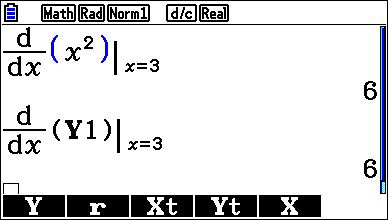 Math Rad Norm1 d/c Real
d/dx (x²)|x=3
6
d/dx (Y1)|x=3
6
Y r Xt Yt X